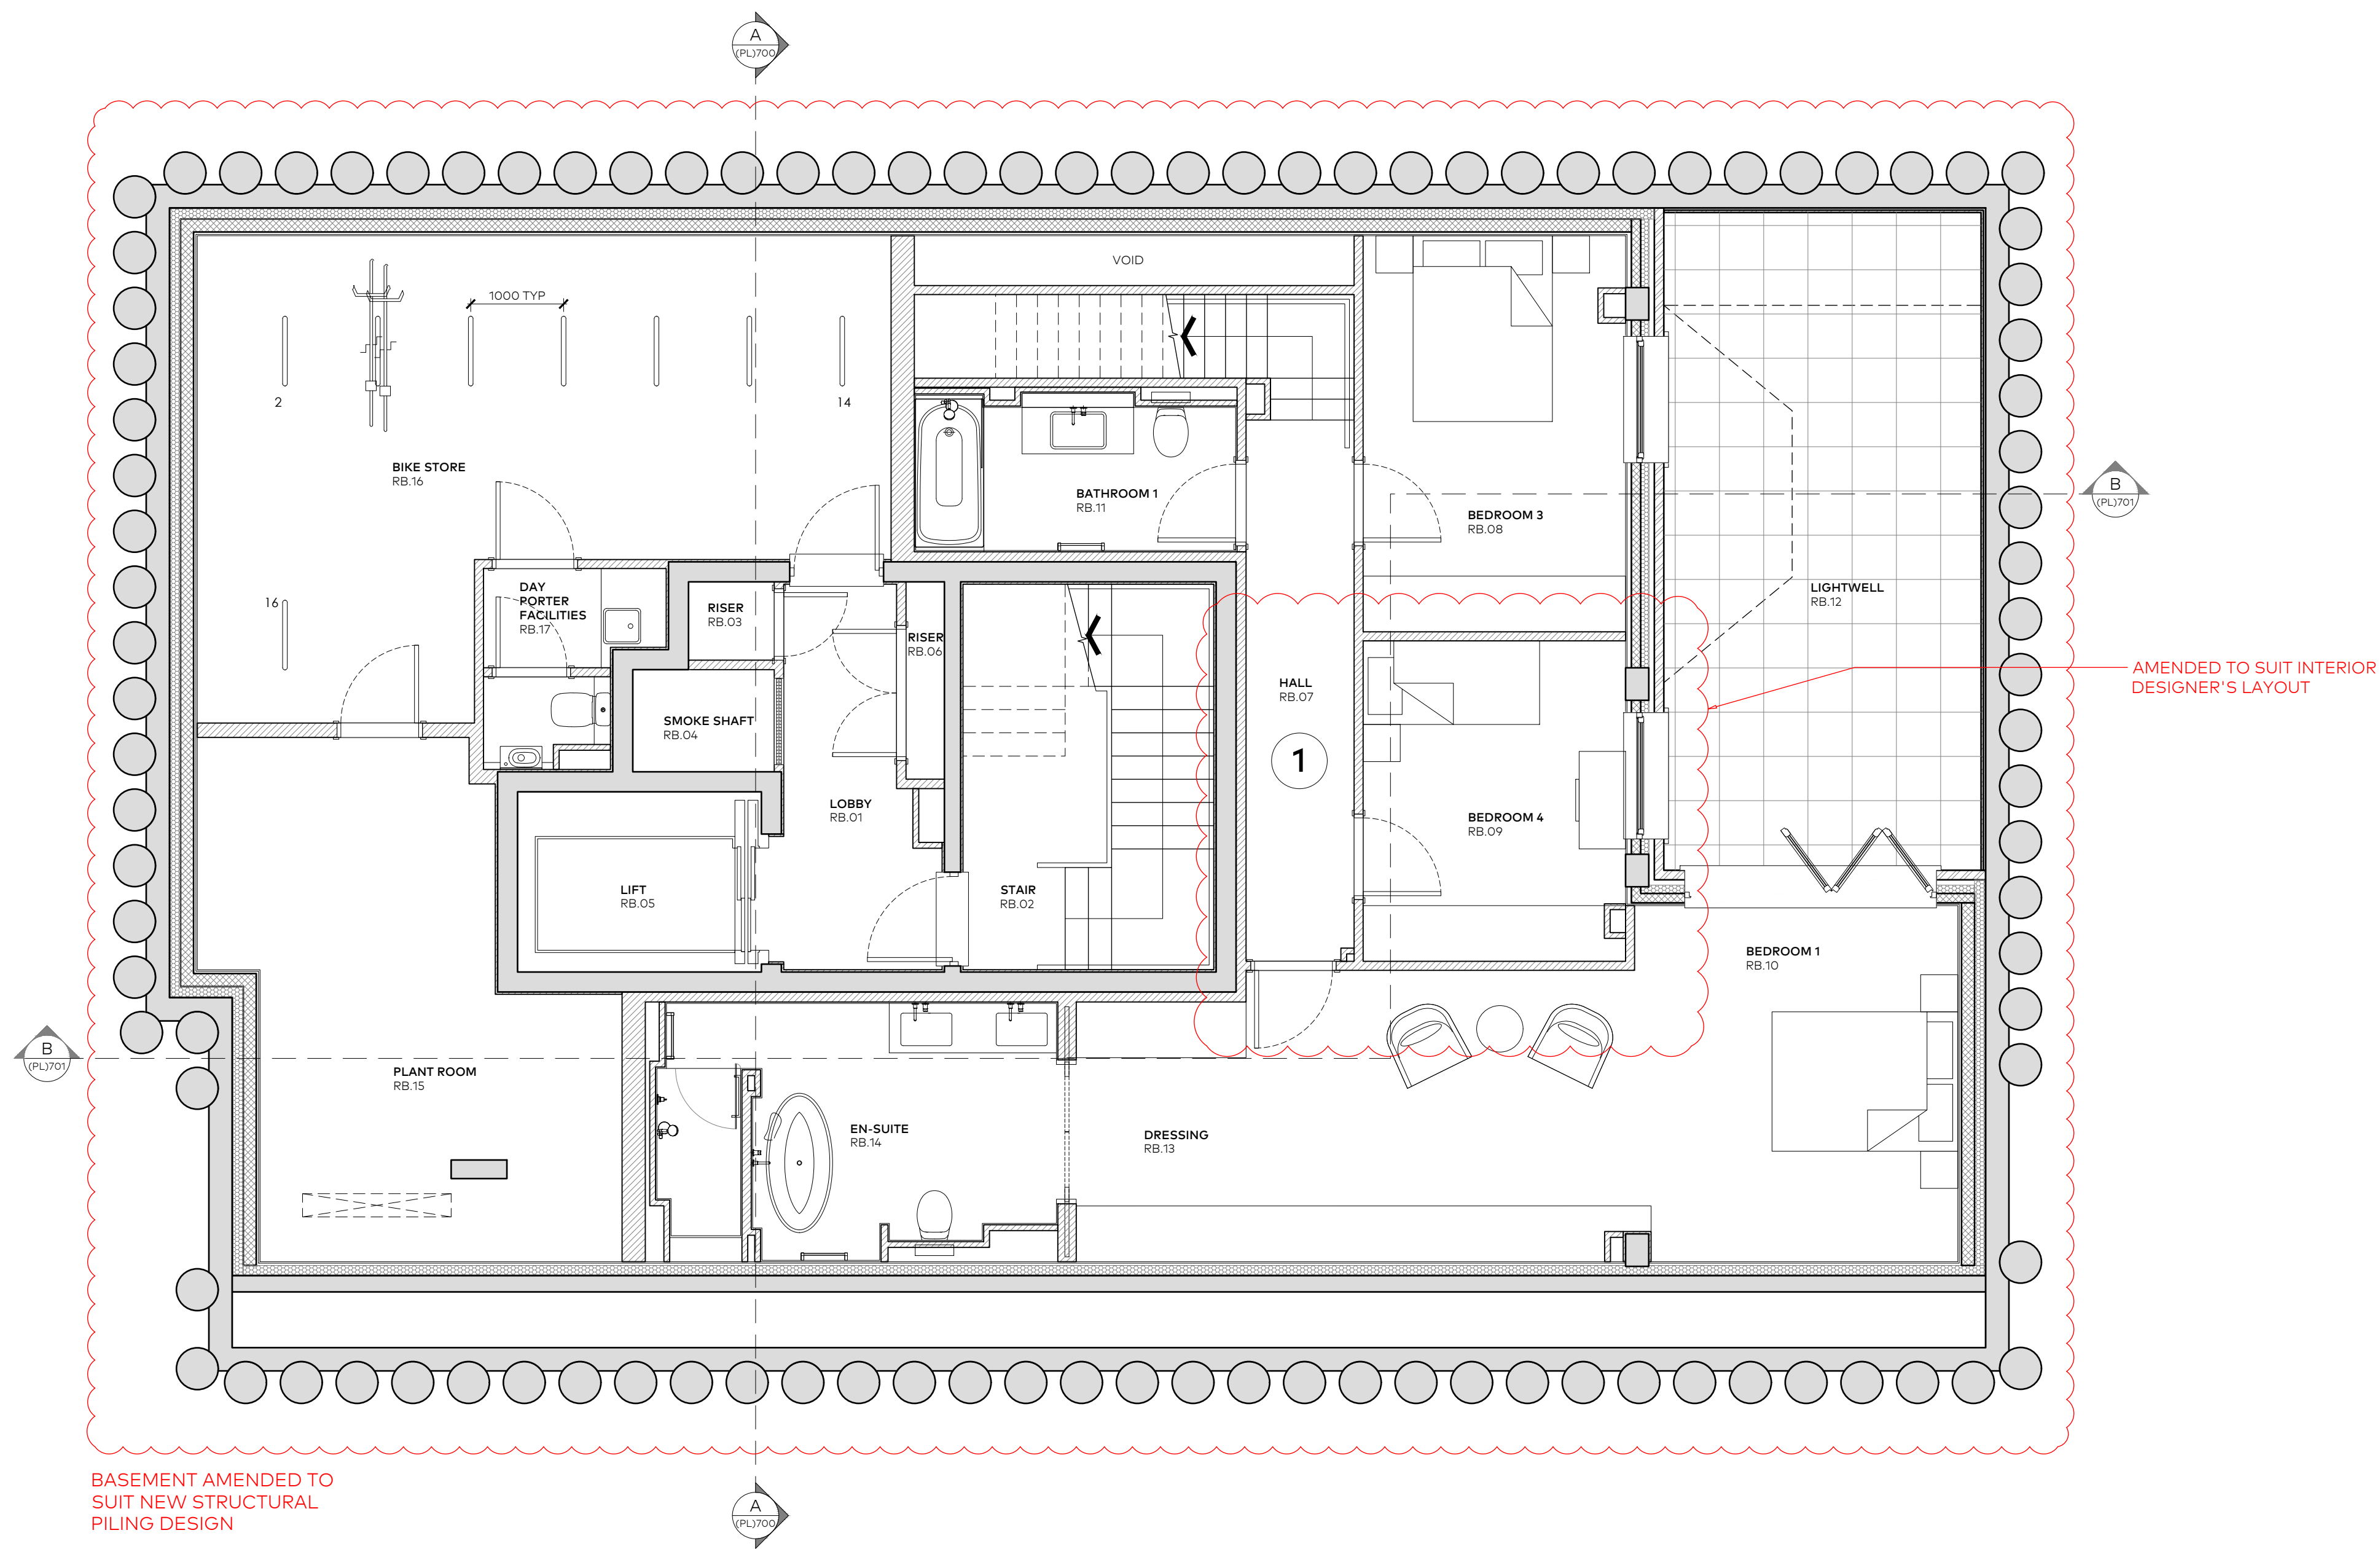 A
(PL)700
VOID
1000 TYP
2
14
BIKE STORE
RB.16
BATHROOM 1
RB.11
BEDROOM 3
RB.08
B
(PL)701
DAY
PORTER
FACILITIES
RB.17
16
RISER
RB.03
RISER
RB.06
LIGHTWELL
RB.12
HALL
RB.07
AMENDED TO SUIT INTERIOR
DESIGNER'S LAYOUT
SMOKE SHAFT
RB.04
1
LOBBY
RB.01
BEDROOM 4
RB.09
LIFT
RB.05
STAIR
RB.02
BEDROOM 1
RB.10
B
(PL)701
PLANT ROOM
RB.15
EN-SUITE
RB.14
DRESSING
RB.13
BASEMENT AMENDED TO
SUIT NEW STRUCTURAL
PILING DESIGN
A
(PL)700